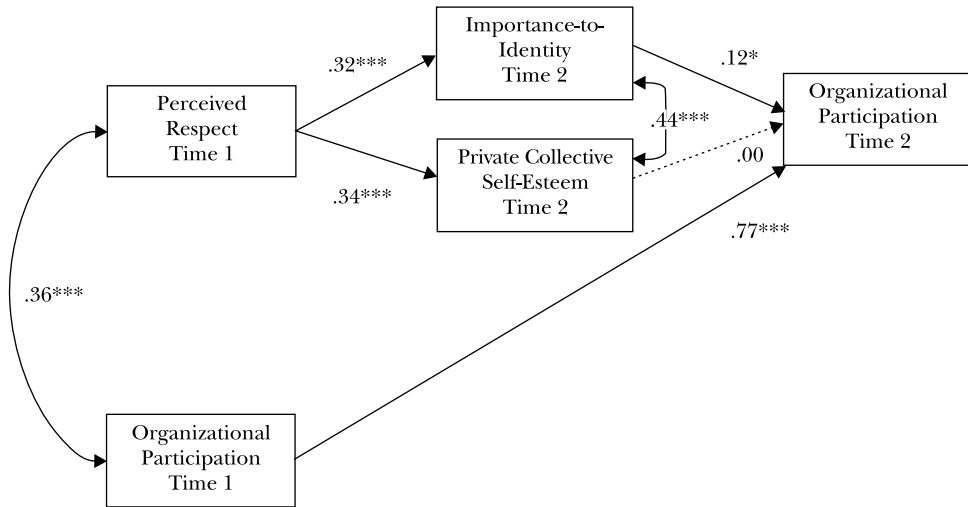 Importance-to-
Identity
Time 2
.32***
.12*
Perceived
Respect
Time 1
Organizational
Participation
Time 2
.44***
Private Collective
Self-Esteem
Time 2
.00
.34***
.77***
.36***
Organizational
Participation
Time 1